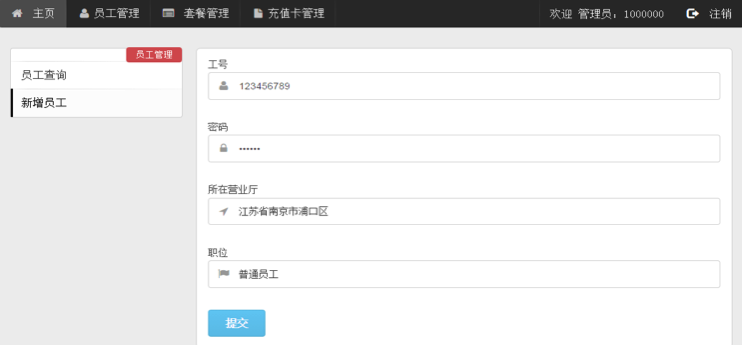 主页 员工管理 套餐管理 充值卡管理 欢迎 管理员：1000000 注销
员工管理
员工查询
新增员工
工号
123456789
密码
••••••
所在营业厅
江苏省南京市浦口区
职位
普通员工
提交